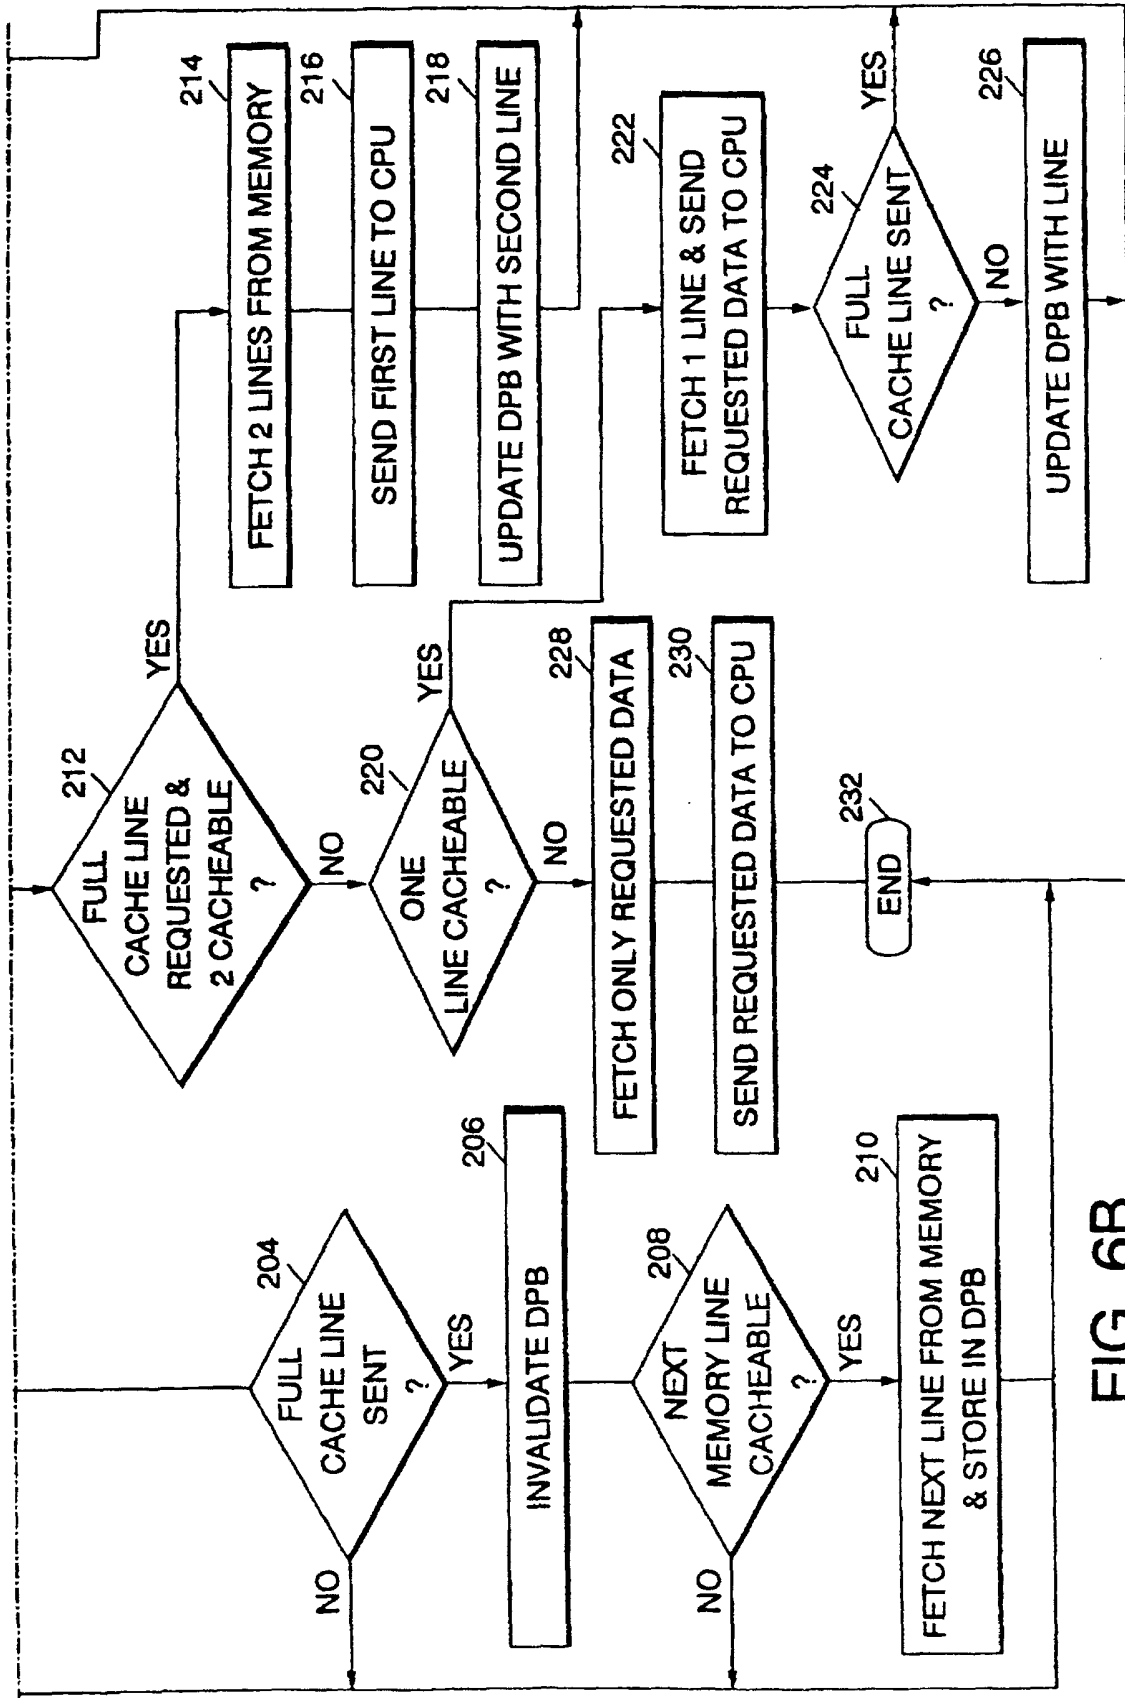 204
FULL
CACHE LINE
SENT
?
NO
YES
206
INVALIDATE DPB
208
NEXT
MEMORY LINE
CACHEABLE
?
NO
YES
210
FETCH NEXT LINE FROM MEMORY
& STORE IN DPB
212
FULL
CACHE LINE
REQUESTED &
2 CACHEABLE
?
YES
NO
214
FETCH 2 LINES FROM MEMORY
216
SEND FIRST LINE TO CPU
218
UPDATE DPB WITH SECOND LINE
220
ONE
LINE CACHEABLE
?
YES
NO
222
FETCH 1 LINE & SEND
REQUESTED DATA TO CPU
224
FULL
CACHE LINE SENT
?
YES
NO
226
UPDATE DPB WITH LINE
228
FETCH ONLY REQUESTED DATA
230
SEND REQUESTED DATA TO CPU
232
END
FIG. 6B